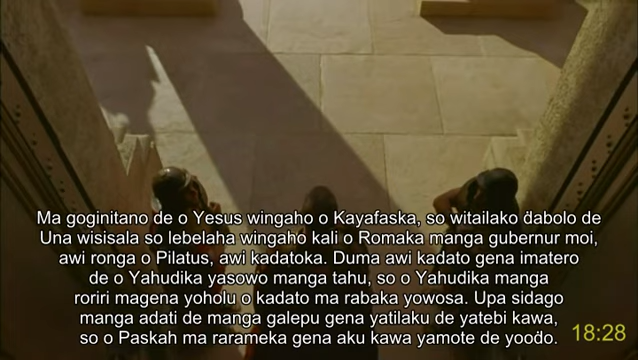 Ma goginitano de o Yesus wingaho o Kayafaska, so witailako ɗabolo de
Una wisisala so lebelaha wingaho kali o Romaka manga gubernur moi,
awi ronga o Pilatus, awi kadatoka. Duma awi kadato gena imatero
de o Yahudika yasowo manga tahu, so o Yahudika manga
roriri magena yoholu o kadato ma rabaka yowosa. Upa sidago
manga adati de manga galepu gena yatilaku de yatebi kawa,
so o Paskah ma rarameka gena aku kawa yamote de yooɗo.
18:28